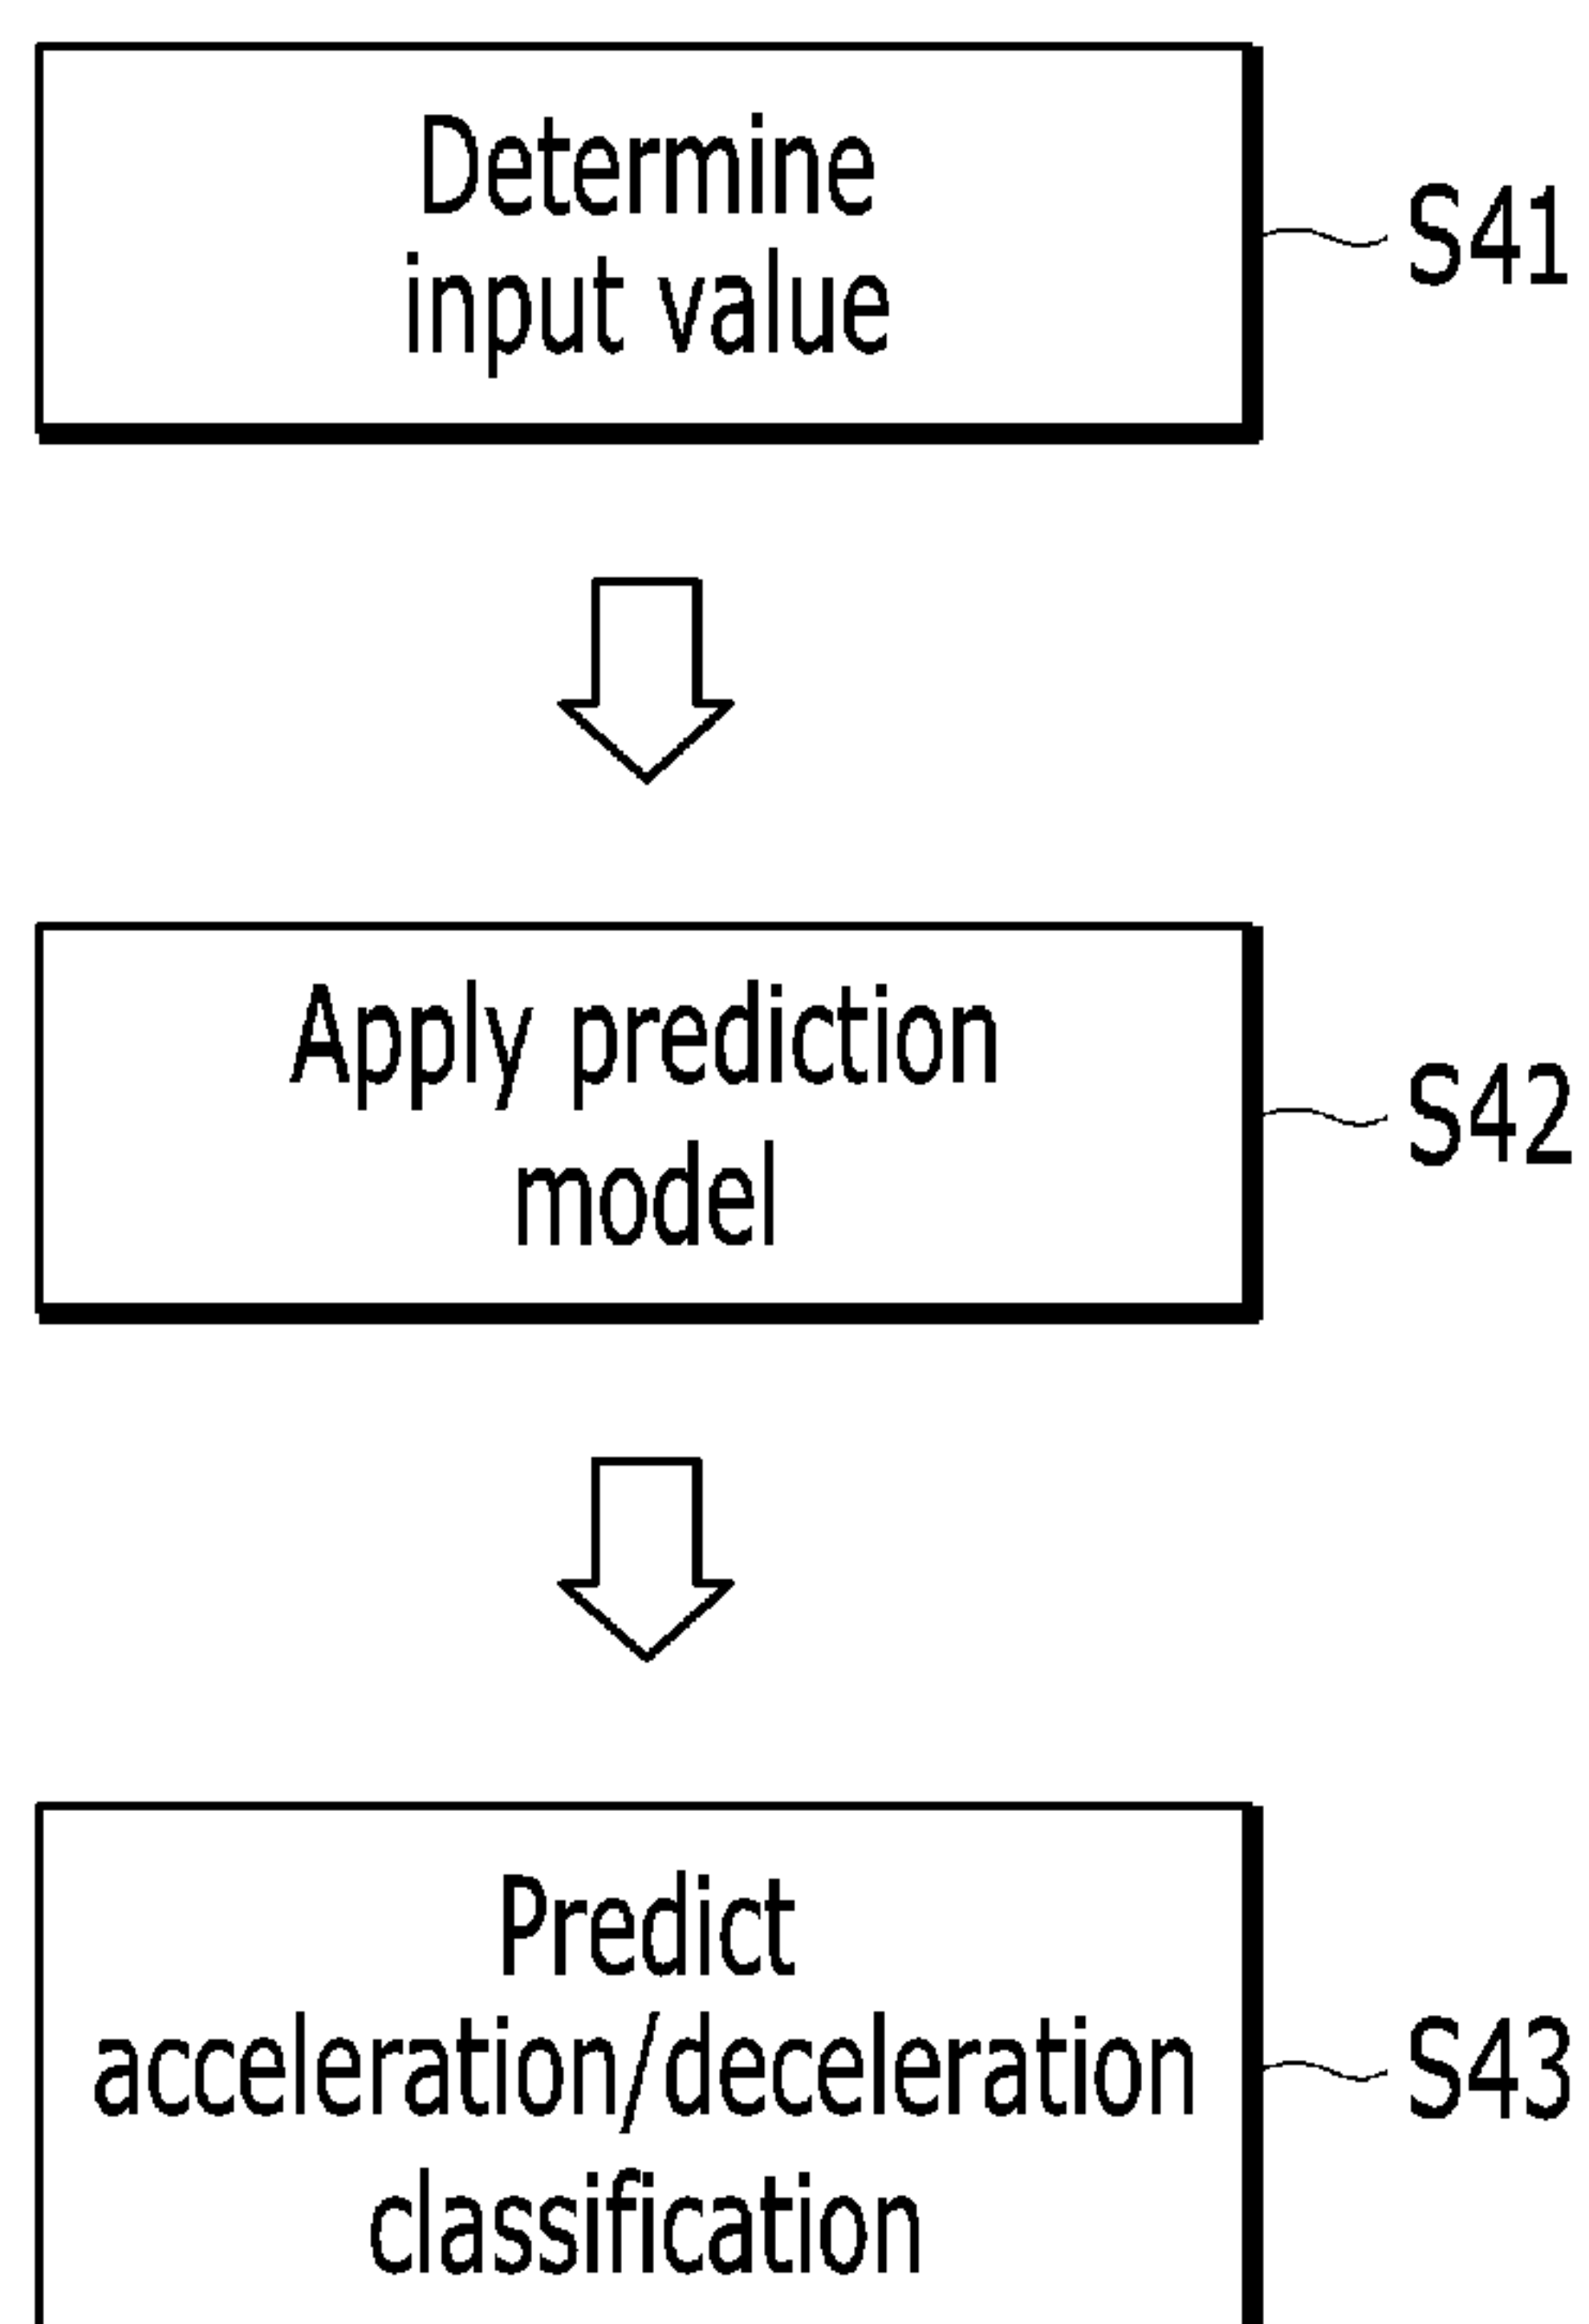 Determine
input value
S41
Apply prediction
model
S42
Predict
acceleration/deceleration
classification
S43